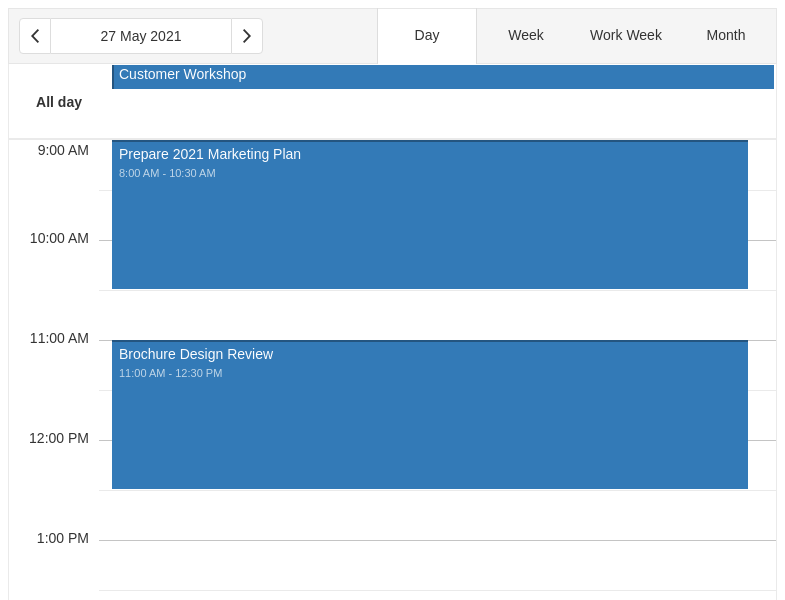 27 May 2021
Day
Week
Work Week
Month
Customer Workshop
All day
9:00 AM
Prepare 2021 Marketing Plan
8:00 AM - 10:30 AM
10:00 AM
11:00 AM
Brochure Design Review
11:00 AM - 12:30 PM
12:00 PM
1:00 PM